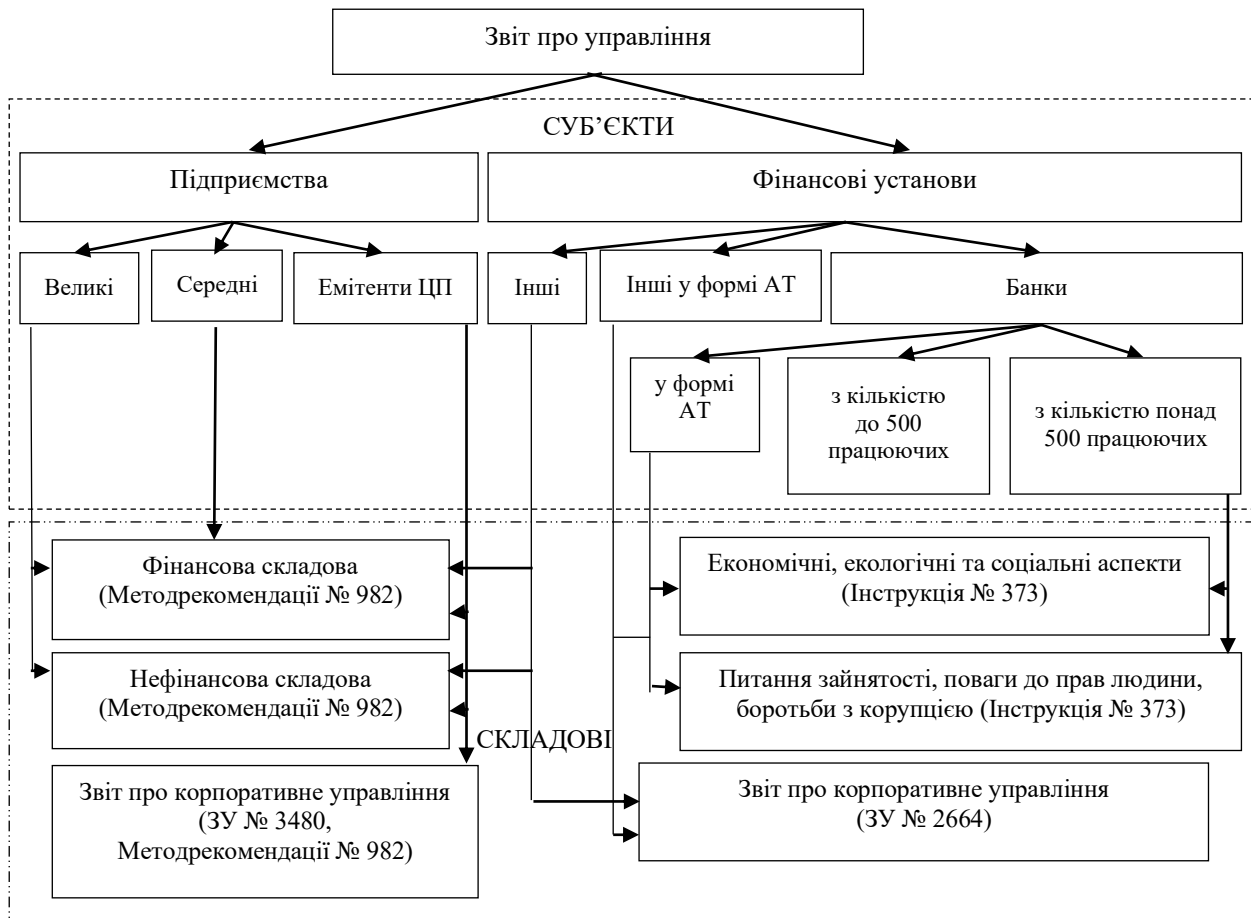 Звіт про управління
СУБ’ЄКТИ
Підприємства
Фінансові установи
Великі
Середні
Емітенти ЦП
Інші
Інші у формі АТ
Банки
у формі
АТ
з кількістю
до 500
працюючих
з кількістю понад
500 працюючих
Фінансова складова
(Методрекомендації № 982)
Економічні, екологічні та соціальні аспекти
(Інструкція № 373)
Нефінансова складова
(Методрекомендації № 982)
Питання зайнятості, поваги до прав людини,
боротьби з корупцією (Інструкція № 373)
СКЛАДОВІ
Звіт про корпоративне управління
(ЗУ № 3480,
Методрекомендації № 982)
Звіт про корпоративне управління
(ЗУ № 2664)